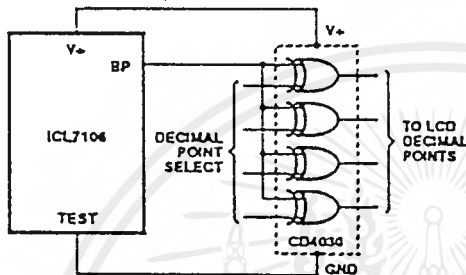 V+
V+
BP
ICL7106
DECIMAL
POINT
SELECT
TO LCD
DECIMAL
POINTS
TEST
CD4030
GND